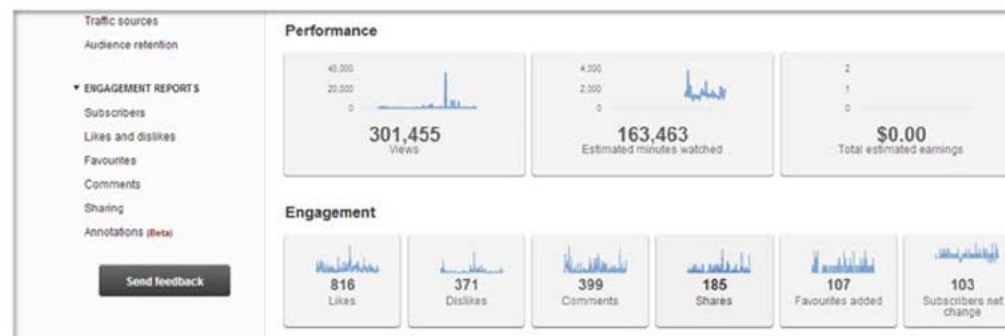 Traffic sources
Audience retention
ENGAGEMENT REPORTS
Subscribers
Likes and dislikes
Favourites
Comments
Sharing
Annotations (Beta)
Send feedback
Performance
40,000
20,000
0
301,455
Views
4,000
2,000
0
163,463
Estimated minutes watched
2
1
0
$0.00
Total estimated earnings
Engagement
816
Likes
371
Dislikes
399
Comments
185
Shares
107
Favourites added
103
Subscribers net
change